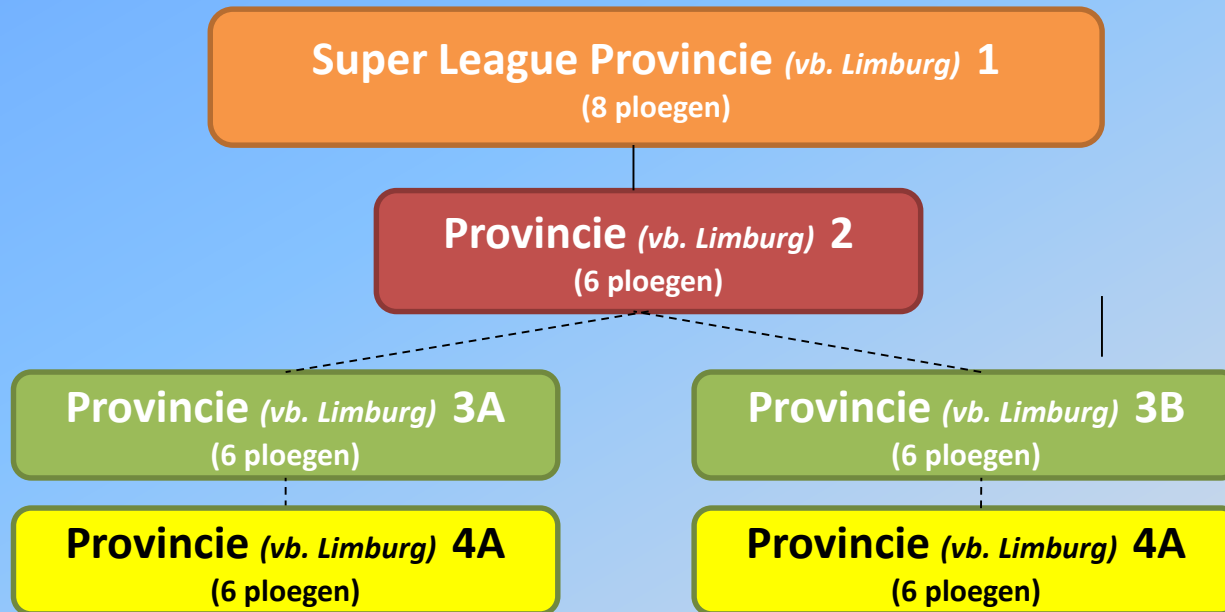 Super League Provincie (vb. Limburg) 1
(8 ploegen)
Provincie (vb. Limburg) 2
(6 ploegen)
Provincie (vb. Limburg) 3A
(6 ploegen)
Provincie (vb. Limburg) 3B
(6 ploegen)
Provincie (vb. Limburg) 4A
(6 ploegen)
Provincie (vb. Limburg) 4A
(6 ploegen)